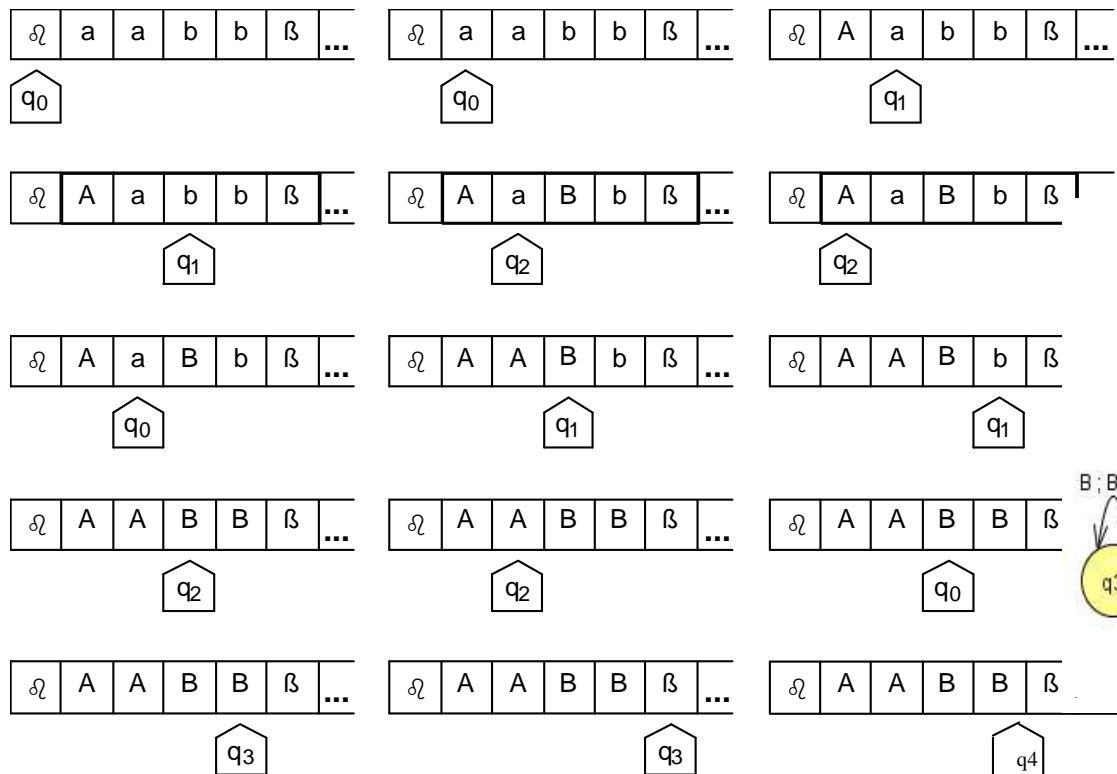 ♌ a a b b ß ... ♌ a a b b ß ... ♌ A a b b ß ...
q0 q0 q1
♌ A a b b ß ... ♌ A a B b ß ... ♌ A a B b ß
q1 q2 q2
♌ A a B b ß ... ♌ A A B b ß ... ♌ A A B b ß
q0 q1 q1
B ; B
♌ A A B B ß ... ♌ A A B B ß ... ♌ A A B B ß
q2 q2 q0 q3
♌ A A B B ß ... ♌ A A B B ß ... ♌ A A B B ß
q3 q3 q4